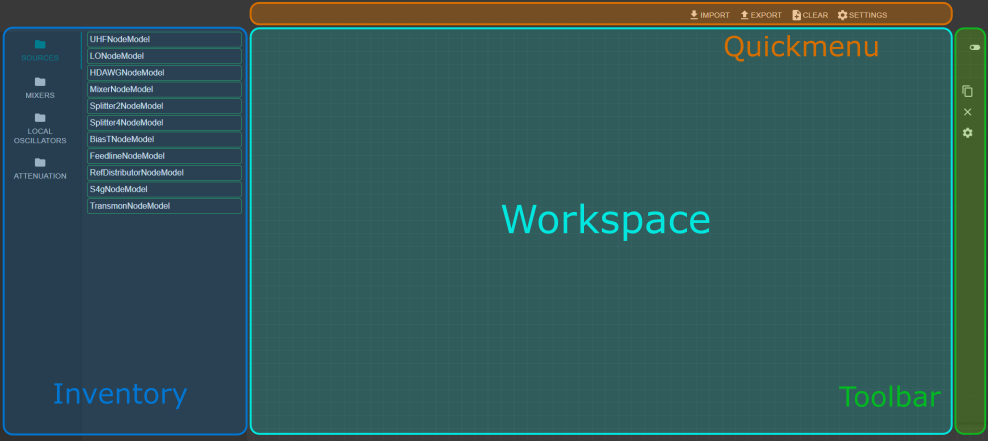 IMPORT EXPORT CLEAR SETTINGS
Quickmenu
SOURCES
MIXERS
LOCAL
OSCILLATORS
ATTENUATION
UHFNodeModel
LONodeModel
HDAWGNodeModel
MixerNodeModel
Splitter2NodeModel
Splitter4NodeModel
BiasTNodeModel
FeedlineNodeModel
RefDistributorNodeModel
S4gNodeModel
TransmonNodeModel
Inventory
Workspace
Toolbar